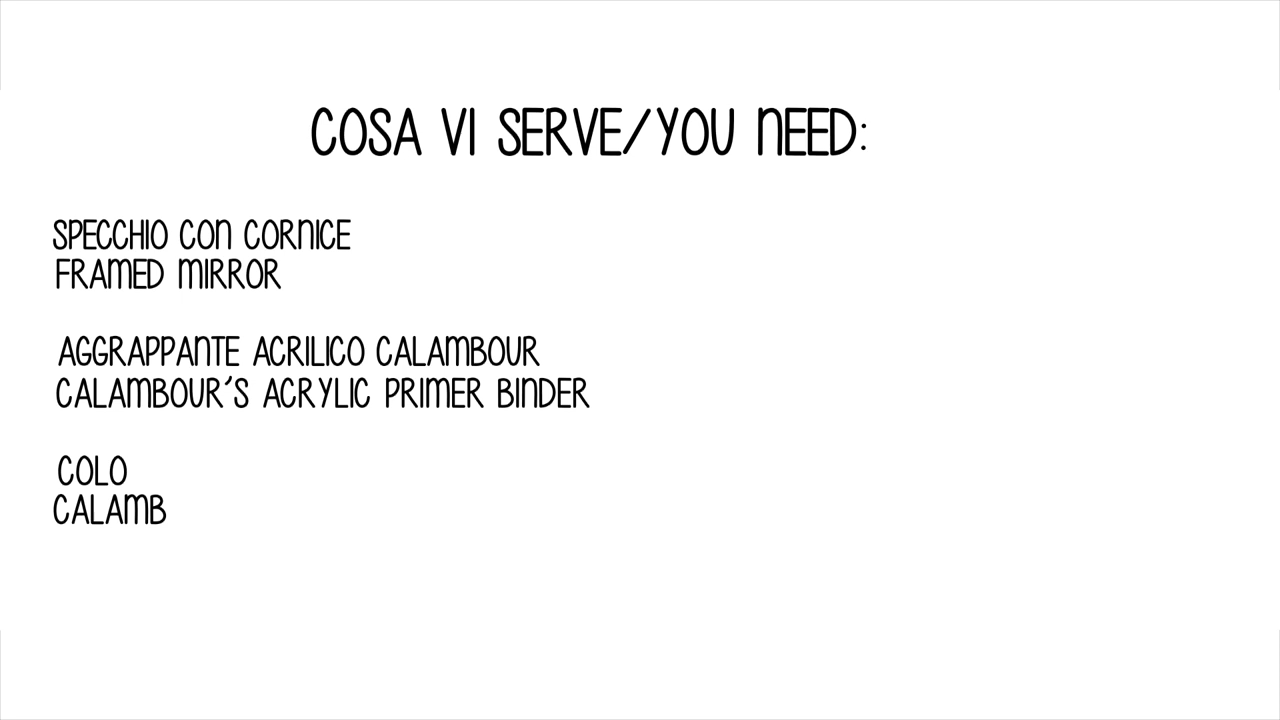 COSA VI SERVE/YOU NEED:
SPECCHIO CON CORNICE
FRAMED MIRROR
AGGRAPPANTE ACRILICO CALAMBOUR
CALAMBOUR'S ACRYLIC PRIMER BINDER
COLO
CALAMB